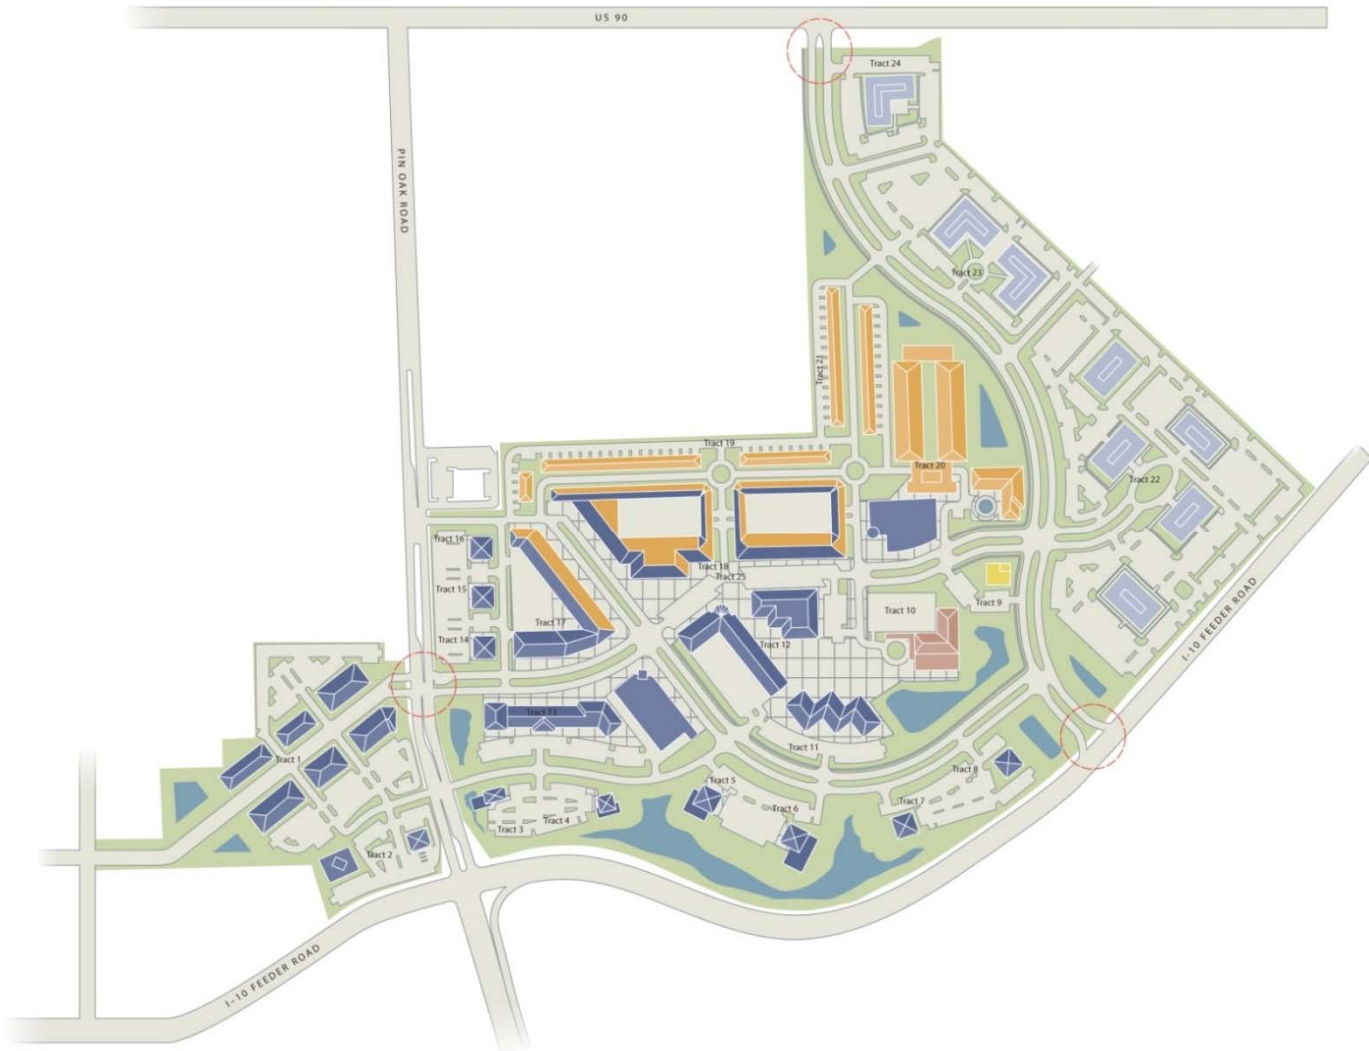 US 90
Tract 24
PIN OAK ROAD
Tract 23
Tract 21
Tract 19
Tract 20
Tract 22
Tract 16
Tract 18
Tract 25
Tract 15
Tract 9
Tract 10
I-10 FEEDER ROAD
Tract 17
Tract 14
Tract 12
Tract 13
Tract 11
Tract 1
Tract 8
Tract 5
Tract 7
Tract 6
Tract 4
Tract 3
Tract 2
I-10 FEEDER ROAD